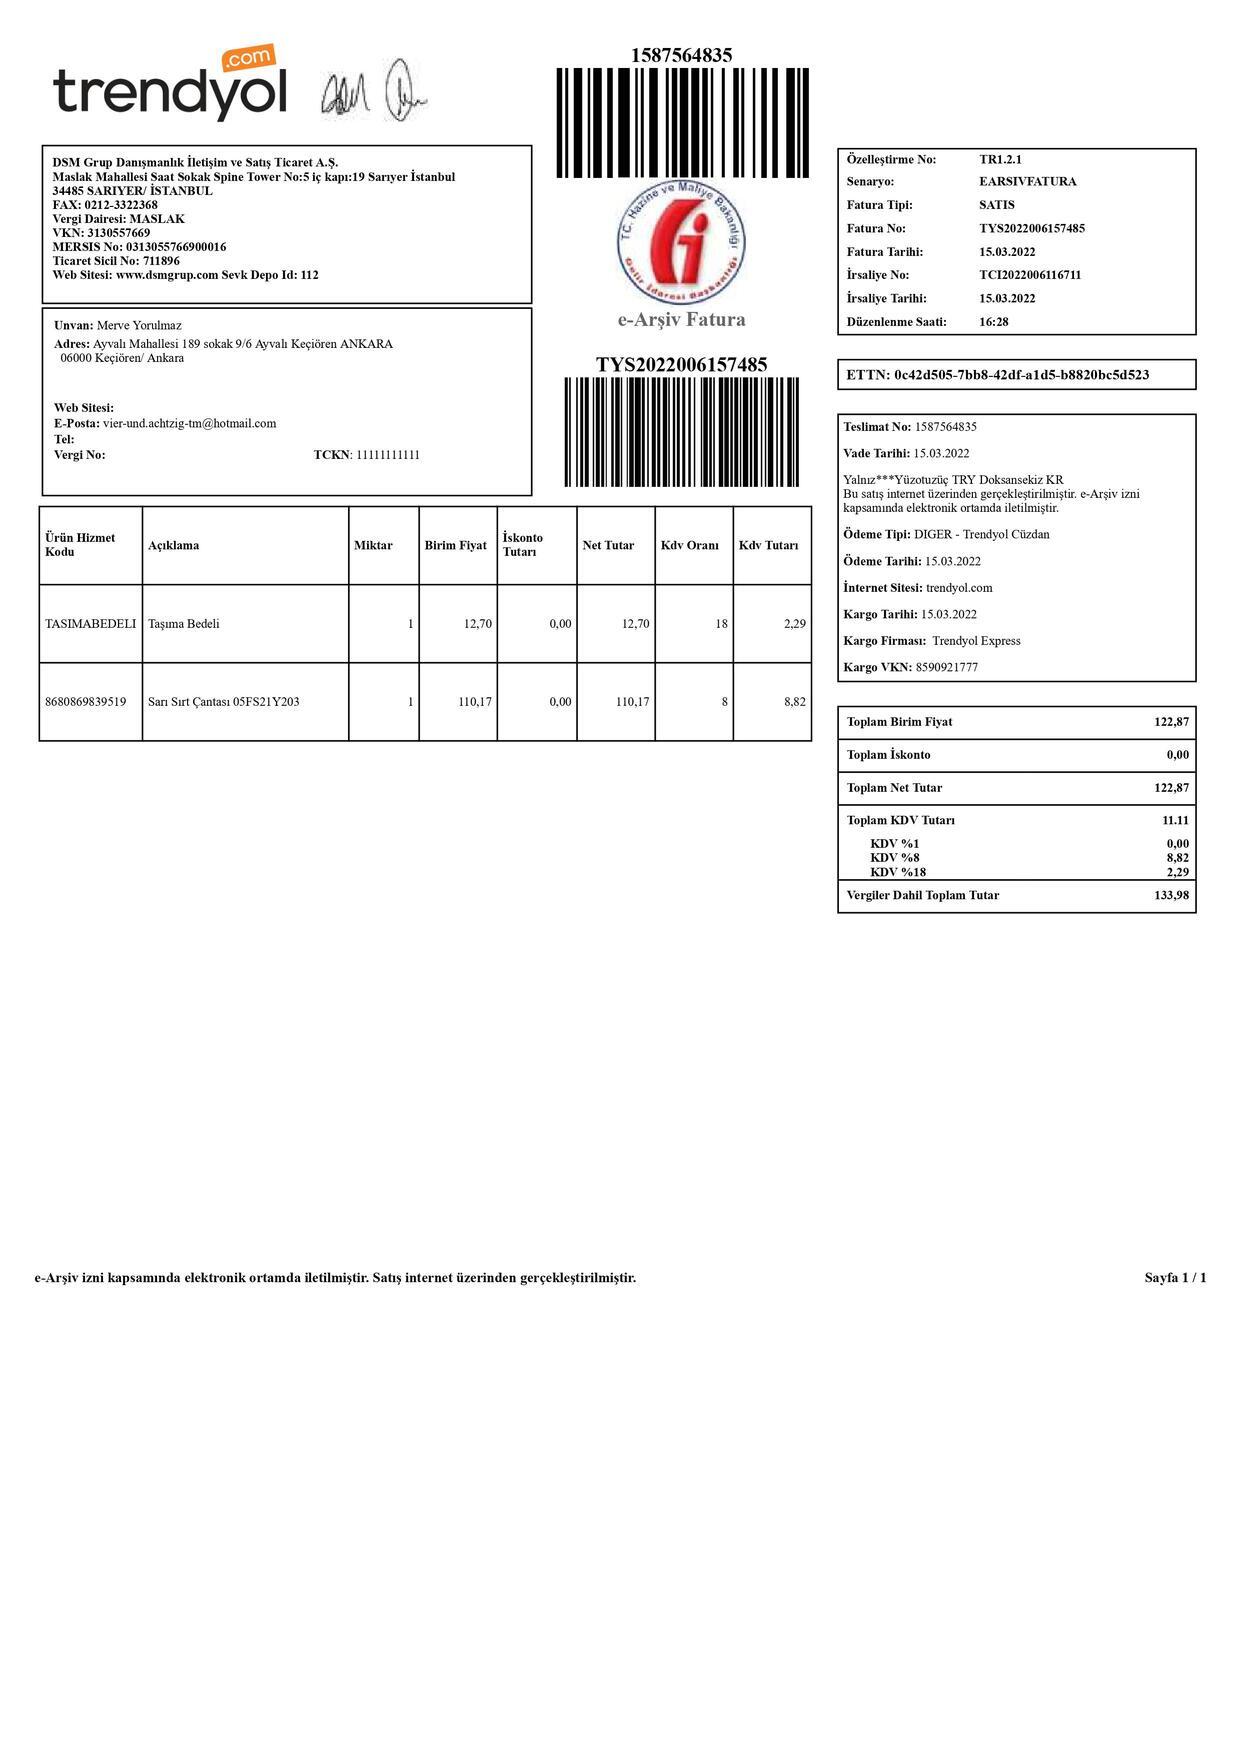 trendyol
.com
1587564835
DSM Grup Danışmanlık İletişim ve Satış Ticaret A.Ş.
Maslak Mahallesi Saat Sokak Spine Tower No:5 iç kapı:19 Sarıyer İstanbul
34485 SARIYER/ İSTANBUL
FAX: 0212-3322368
Vergi Dairesi: MASLAK
VKN: 3130557669
MERSIS No: 0313055766900016
Ticaret Sicil No: 711896
Web Sitesi: www.dsmgrup.com Sevk Depo Id: 112
T.C. Hazine ve Maliye Bakanlığı
Gelir İdaresi Başkanlığı
e-Arşiv Fatura
Özelleştirme No: TR1.2.1
Senaryo: EARSIVFATURA
Fatura Tipi: SATIS
Fatura No: TYS2022006157485
Fatura Tarihi: 15.03.2022
İrsaliye No: TCI2022006116711
İrsaliye Tarihi: 15.03.2022
Düzenlenme Saati: 16:28
Unvan: Merve Yorulmaz
Adres: Ayvalı Mahallesi 189 sokak 9/6 Ayvalı Keçiören ANKARA
06000 Keçiören/ Ankara
Web Sitesi:
E-Posta: vier-und.achtzig-tm@hotmail.com
Tel:
Vergi No: TCKN: 11111111111
TYS2022006157485
ETTN: 0c42d505-7bb8-42df-a1d5-b8820bc5d523
Teslimat No: 1587564835
Vade Tarihi: 15.03.2022
Yalnız***Yüzotuzüç TRY Doksansekiz KR
Bu satış internet üzerinden gerçekleştirilmiştir. e-Arşiv izni
kapsamında elektronik ortamda iletilmiştir.
Ödeme Tipi: DIGER - Trendyol Cüzdan
Ödeme Tarihi: 15.03.2022
İnternet Sitesi: trendyol.com
Kargo Tarihi: 15.03.2022
Kargo Firması: Trendyol Express
Kargo VKN: 8590921777
Ürün Hizmet Kodu Açıklama Miktar Birim Fiyat İskonto Tutarı Net Tutar Kdv Oranı Kdv Tutarı
TASIMABEDELI Taşıma Bedeli 1 12,70 0,00 12,70 18 2,29
8680869839519 Sarı Sırt Çantası 05FS21Y203 1 110,17 0,00 110,17 8 8,82
Toplam Birim Fiyat 122,87
Toplam İskonto 0,00
Toplam Net Tutar 122,87
Toplam KDV Tutarı 11.11
KDV %1 0,00
KDV %8 8,82
KDV %18 2,29
Vergiler Dahil Toplam Tutar 133,98
e-Arşiv izni kapsamında elektronik ortamda iletilmiştir. Satış internet üzerinden gerçekleştirilmiştir.
Sayfa 1 / 1